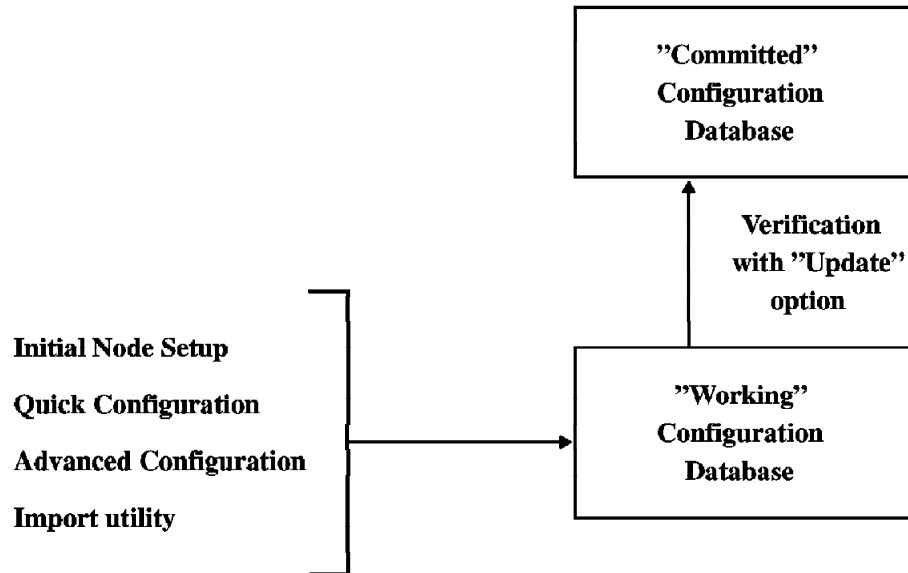 ”Committed”
Configuration
Database
Verification
with ”Update”
option
Initial Node Setup
Quick Configuration
Advanced Configuration
Import utility
”Working”
Configuration
Database